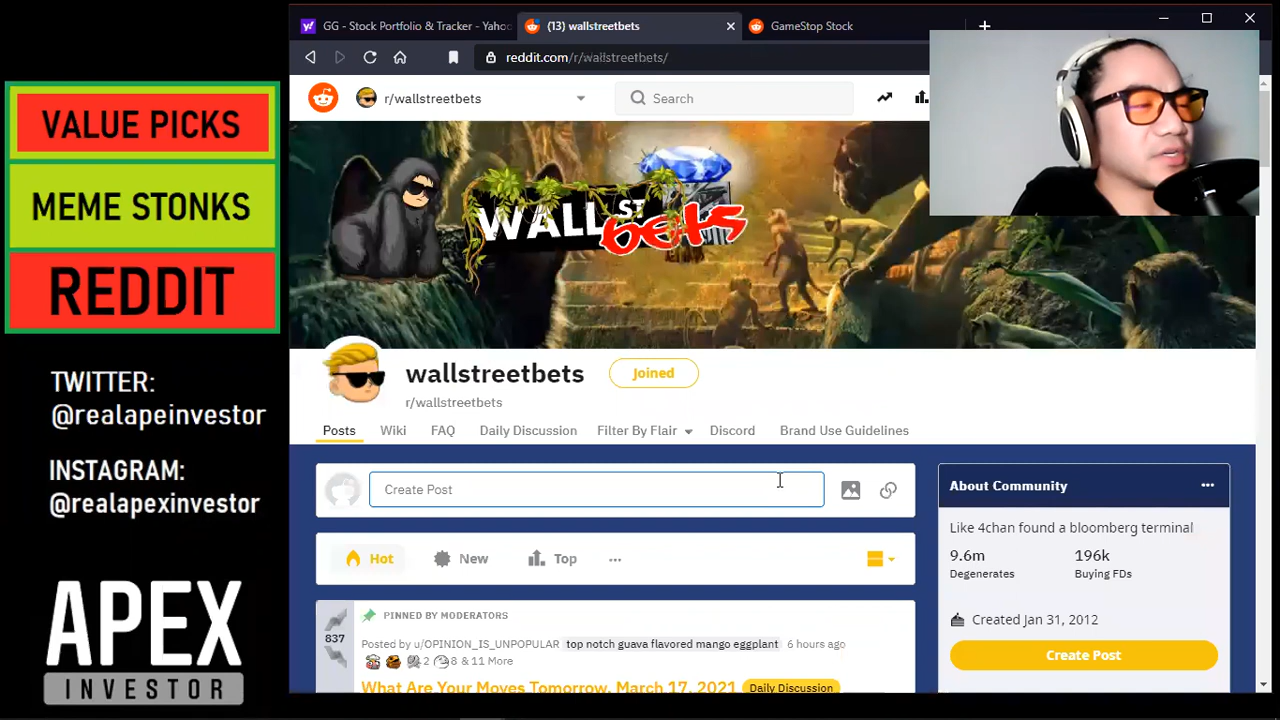 VALUE PICKS
MEME STONKS
REDDIT
TWITTER:
@realapeinvestor
INSTAGRAM:
@realapexinvestor
APEX
INVESTOR
GG - Stock Portfolio & Tracker - Yahoo
(13) wallstreetbets
GameStop Stock
reddit.com/r/wallstreetbets/
r/wallstreetbets
Search
WALL ST
bets
wallstreetbets
Joined
r/wallstreetbets
Posts Wiki FAQ Daily Discussion Filter By Flair Discord Brand Use Guidelines
Create Post
Hot New Top ...
PINNED BY MODERATORS
837
Posted by u/OPINION_IS_UNPOPULAR top notch guava flavored mango eggplant 6 hours ago
2 8 & 11 More
What Are Your Moves Tomorrow, March 17, 2021 Daily Discussion
About Community ...
Like 4chan found a bloomberg terminal
9.6m 196k
Degenerates Buying FDs
Created Jan 31, 2012
Create Post